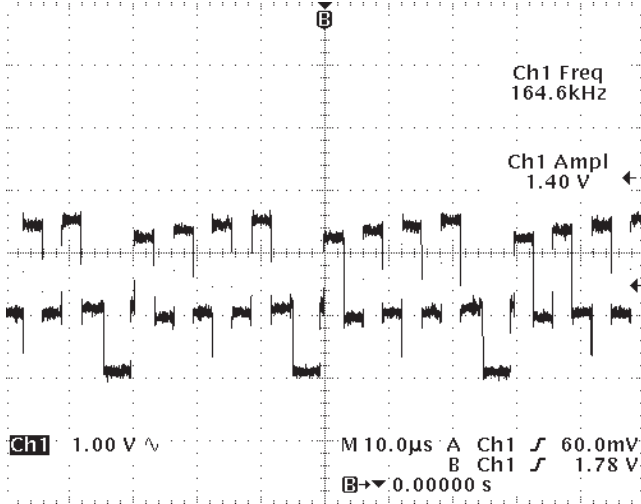 B
Ch1 Freq
164.6kHz
Ch1 Ampl
1.40 V
Ch1 1.00 V
M 10.0µs A Ch1 60.0mV
B Ch1 1.78 V
B 0.00000 s